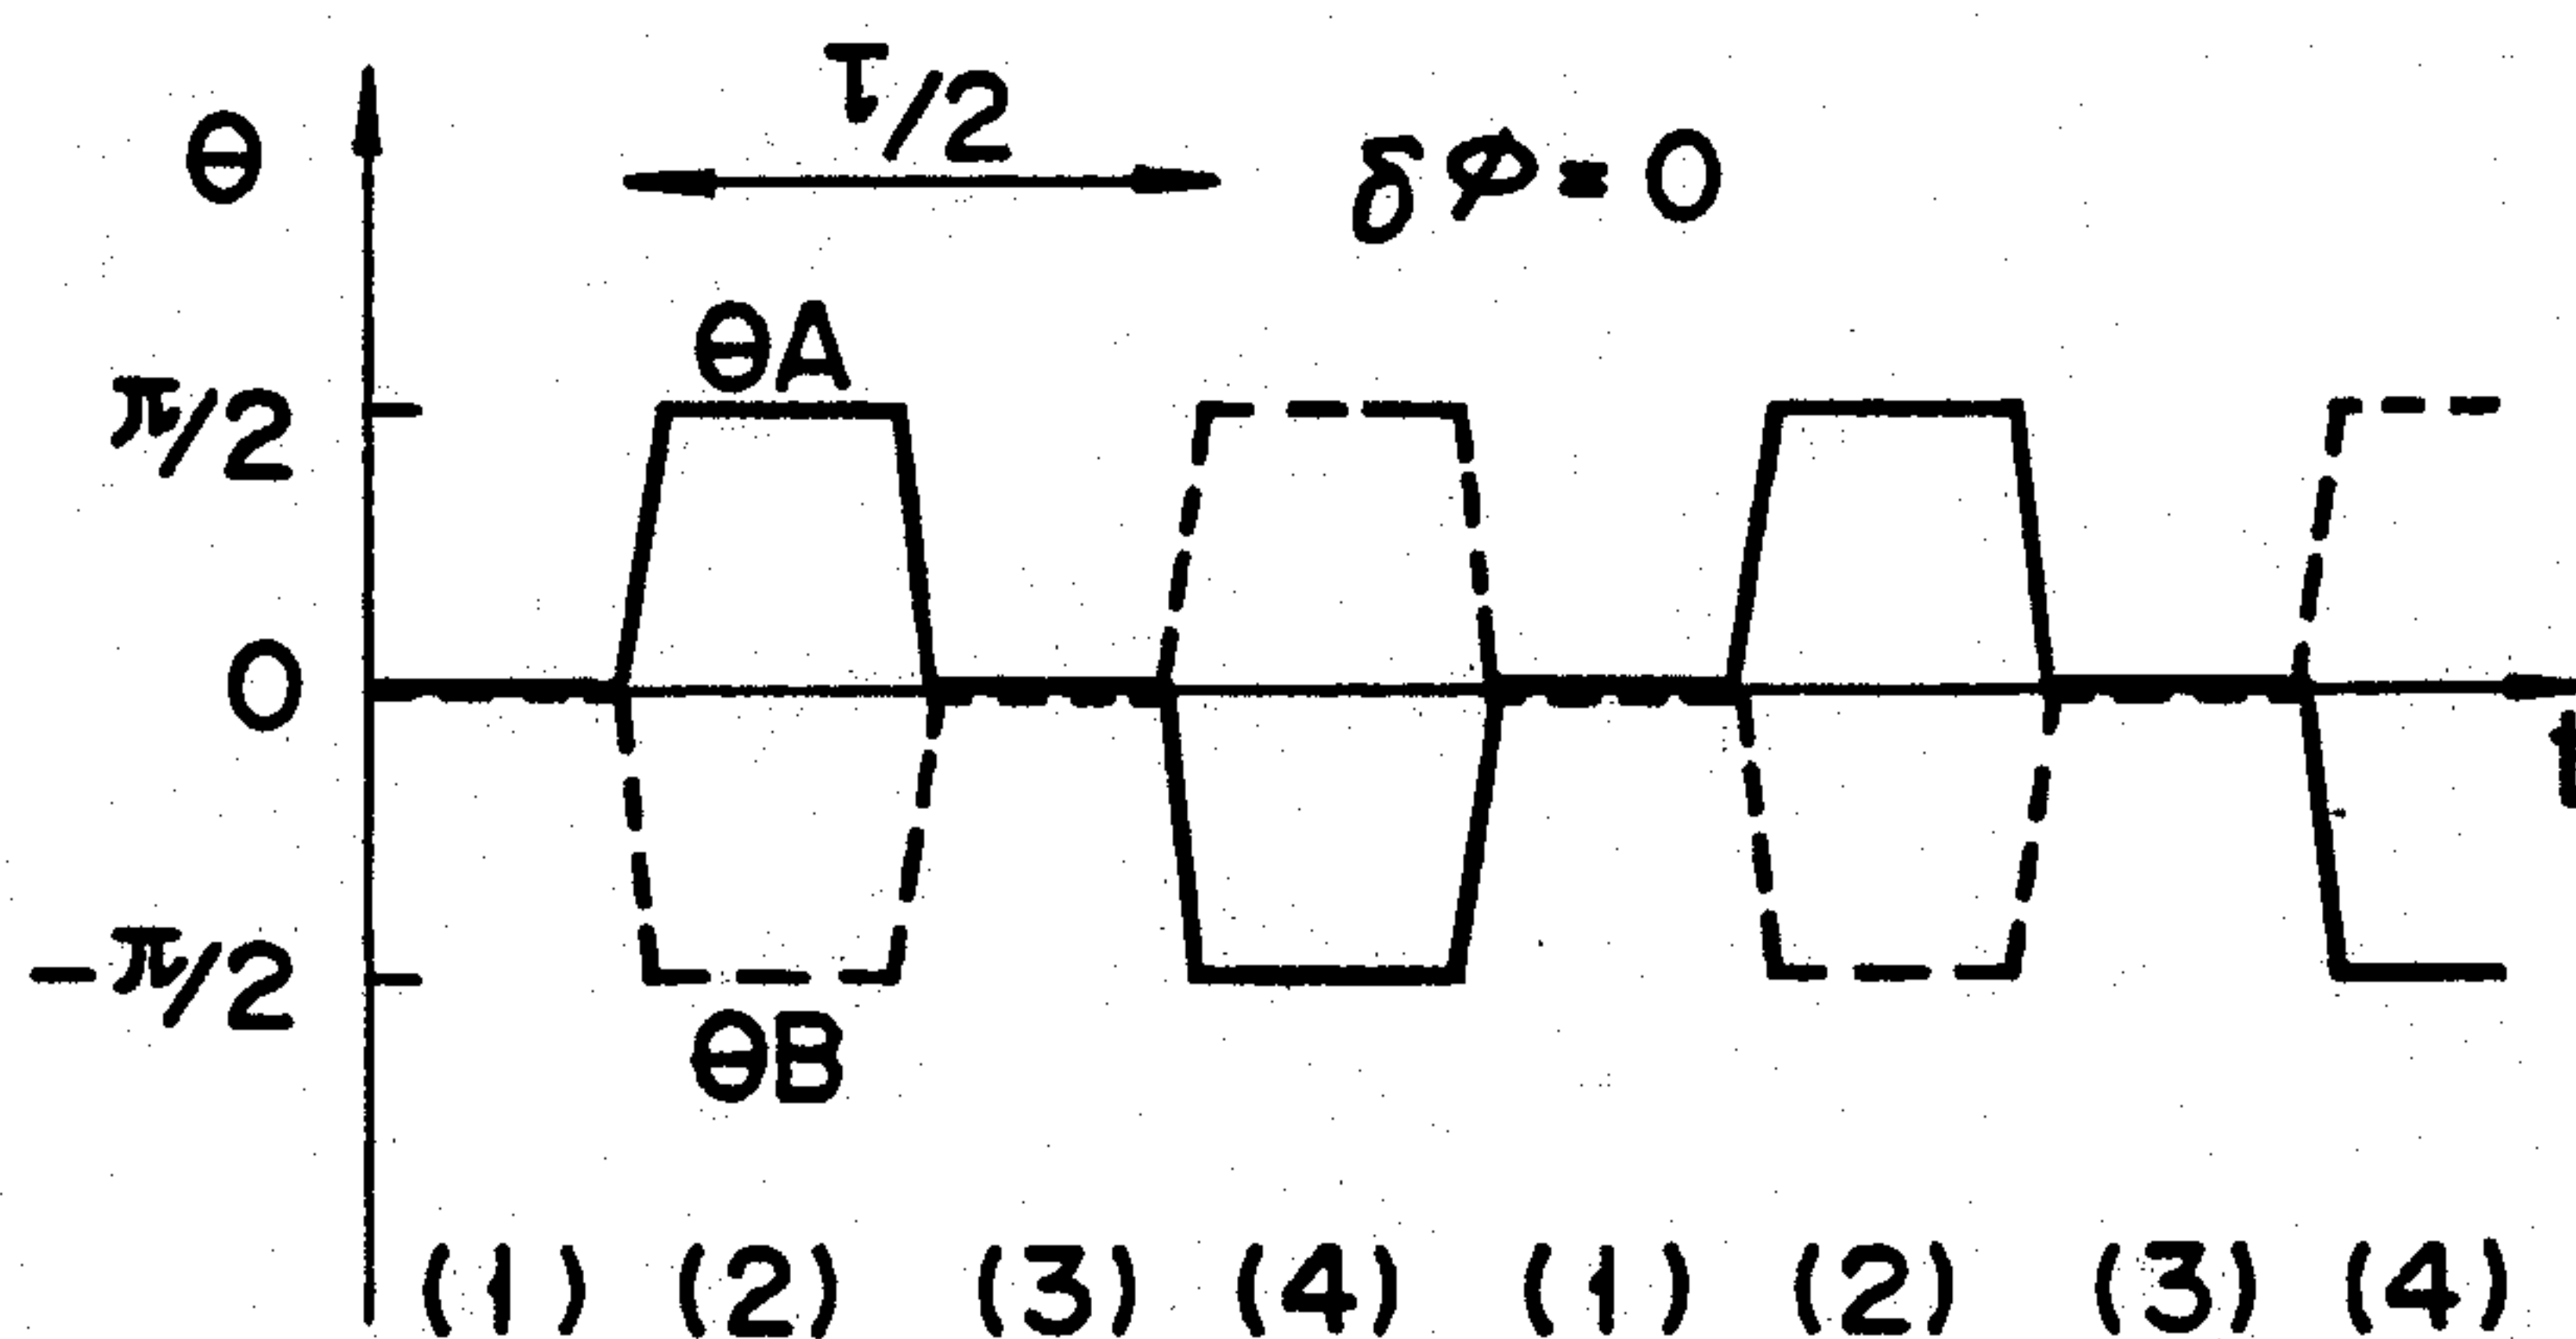 θ
τ/2
δφ=0
θA
π/2
0
-π/2
θB
(1) (2) (3) (4) (1) (2) (3) (4)